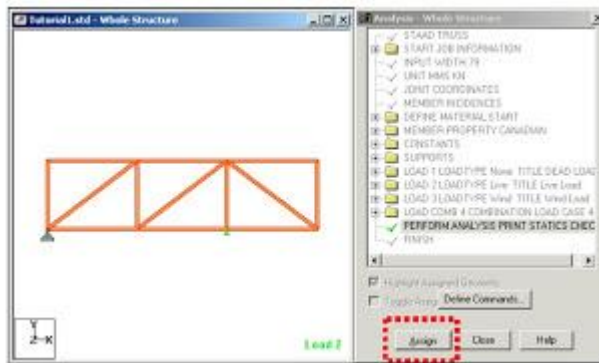 Tutorial1.std - Whole Structure
Load 2
Analysis - Whole Structure
STAAD TRUSS
START JOB INFORMATION
INPUT WIDTH 79
UNIT MMS KN
JOINT COORDINATES
MEMBER INCIDENCES
DEFINE MATERIAL START
MEMBER PROPERTY CANADIAN
CONSTANTS
SUPPORTS
LOAD 1 LOADTYPE None TITLE DEAD LOAD
LOAD 2 LOADTYPE Live TITLE Live Load
LOAD 3 LOADTYPE Wind TITLE Wind Load
LOAD COMB 4 COMBINATION LOAD CASE 4
PERFORM ANALYSIS PRINT STATICS CHEC
FINISH
Highlight Assigned Geometry
Toggle Assign Define Commands...
Assign Close Help